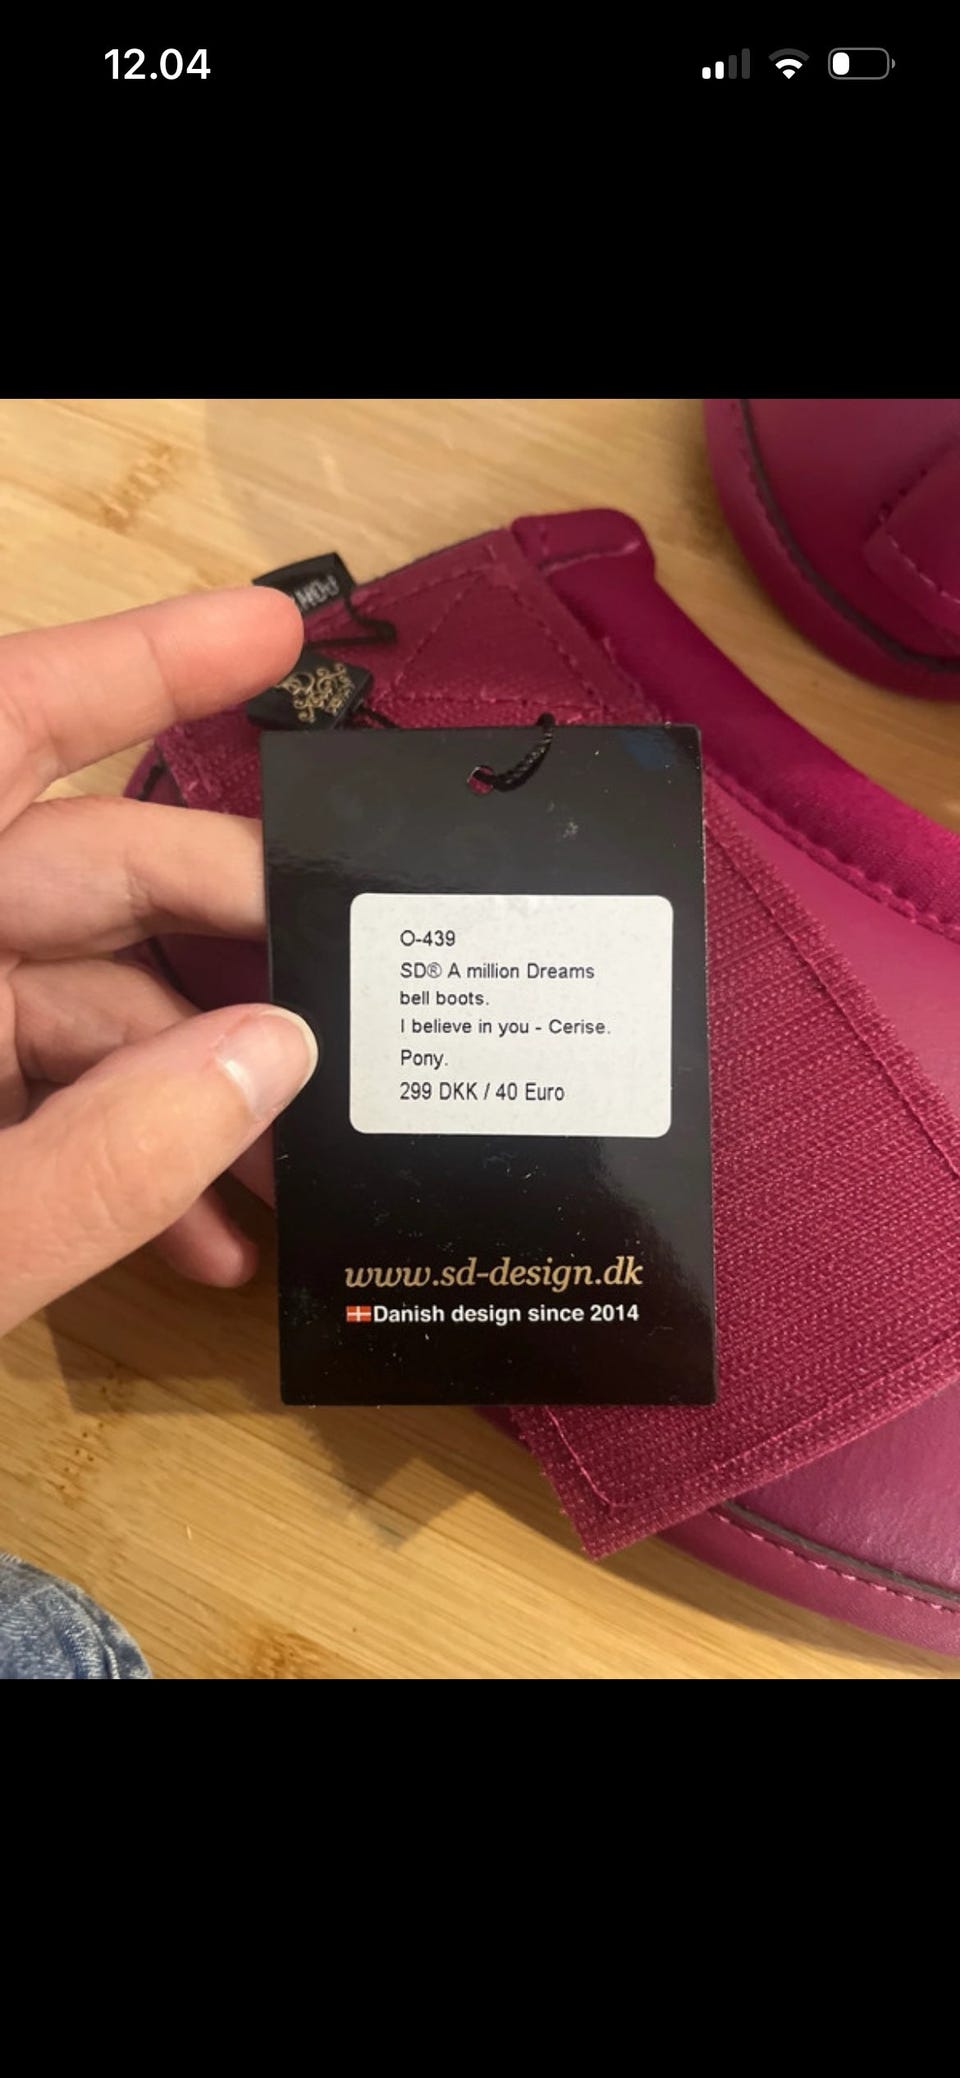 12.04
PONY
O-439
SD® A million Dreams
bell boots.
I believe in you - Cerise.
Pony.
299 DKK / 40 Euro
www.sd-design.dk
Danish design since 2014